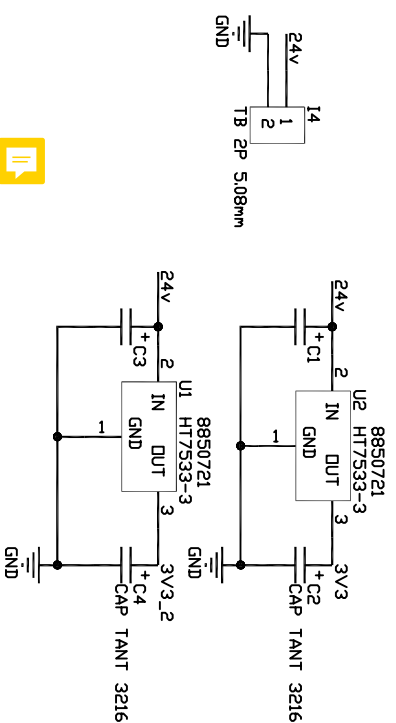 I4
24v
1
2
GND
TB 2P 5.08mm
8850721
HT7533-3
U2
24v
2
IN
OUT
3
3V3
GND
1
+
C1
+
C2
CAP TANT 3216
GND
8850721
HT7533-3
U1
24v
2
IN
OUT
3
3V3_2
GND
1
+
C3
+
C4
CAP TANT 3216
GND